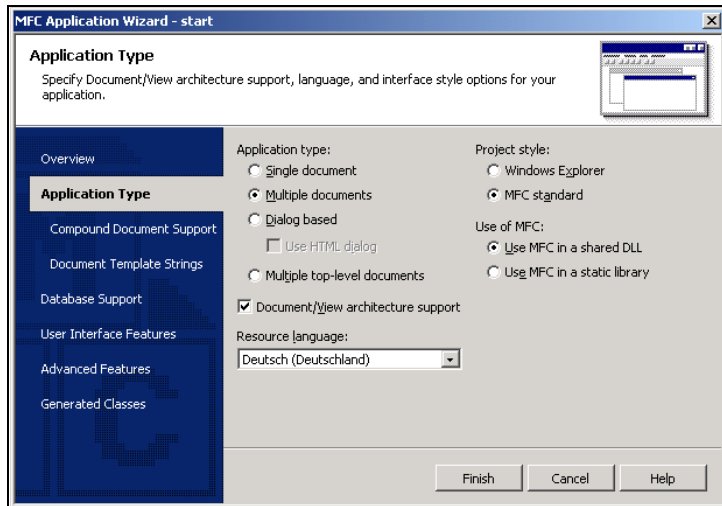 MFC Application Wizard - start
Application Type
Specify Document/View architecture support, language, and interface style options for your
application.
Overview
Application Type
Compound Document Support
Document Template Strings
Database Support
User Interface Features
Advanced Features
Generated Classes
Application type:
Single document
Multiple documents
Dialog based
Use HTML dialog
Multiple top-level documents
Document/View architecture support
Resource language:
Deutsch (Deutschland)
Project style:
Windows Explorer
MFC standard
Use of MFC:
Use MFC in a shared DLL
Use MFC in a static library
Finish
Cancel
Help